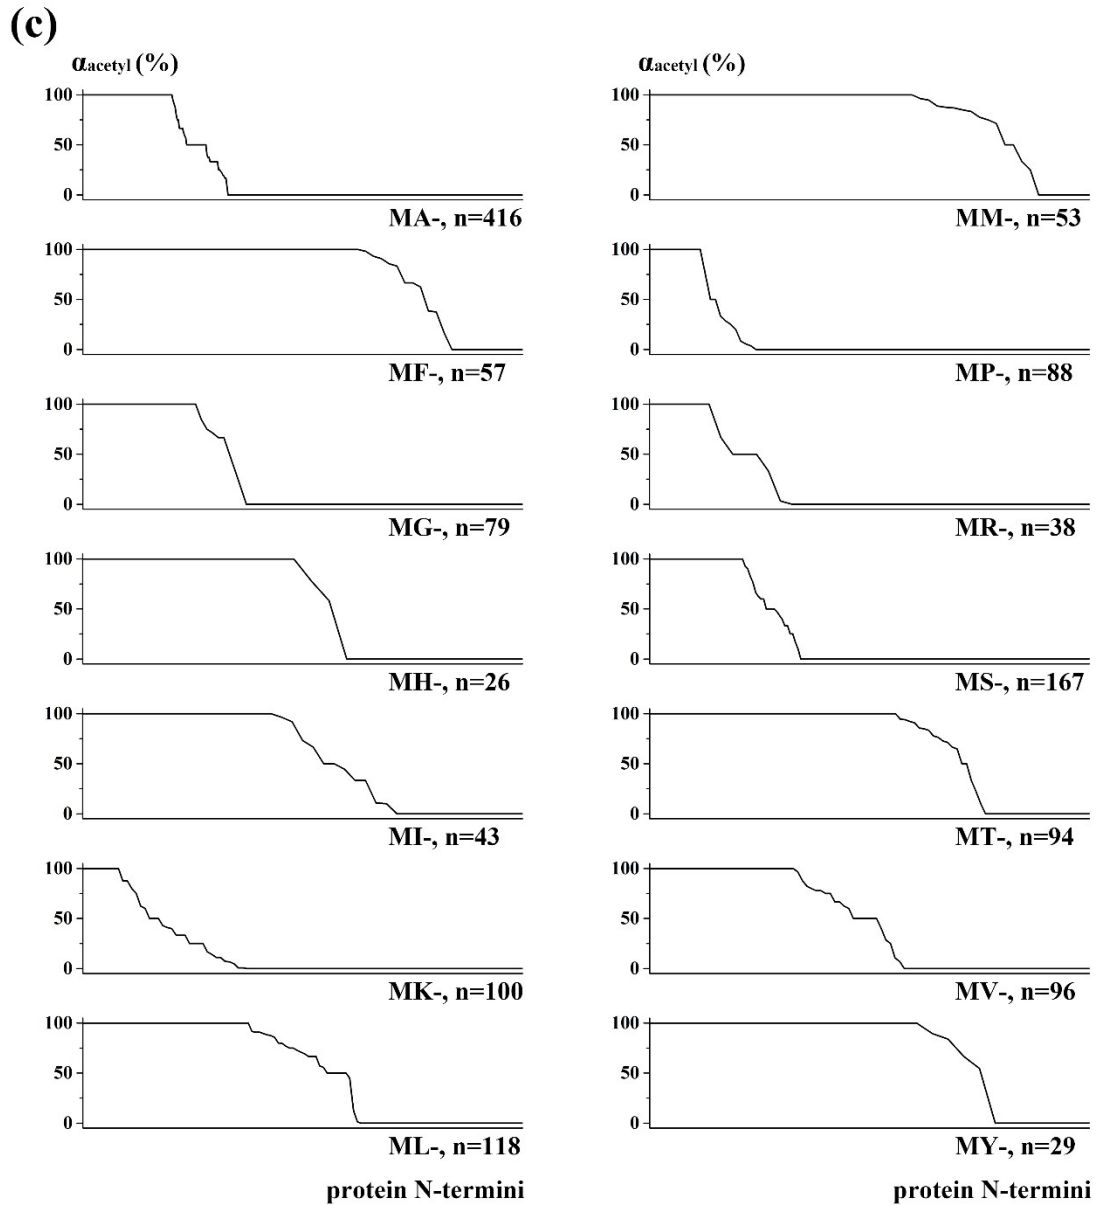 (c)
αacetyl (%)
100
50
0
MA-, n=416
100
50
0
MF-, n=57
100
50
0
MG-, n=79
100
50
0
MH-, n=26
100
50
0
MI-, n=43
100
50
0
MK-, n=100
100
50
0
ML-, n=118
protein N-termini
αacetyl (%)
100
50
0
MM-, n=53
100
50
0
MP-, n=88
100
50
0
MR-, n=38
100
50
0
MS-, n=167
100
50
0
MT-, n=94
100
50
0
MV-, n=96
100
50
0
MY-, n=29
protein N-termini